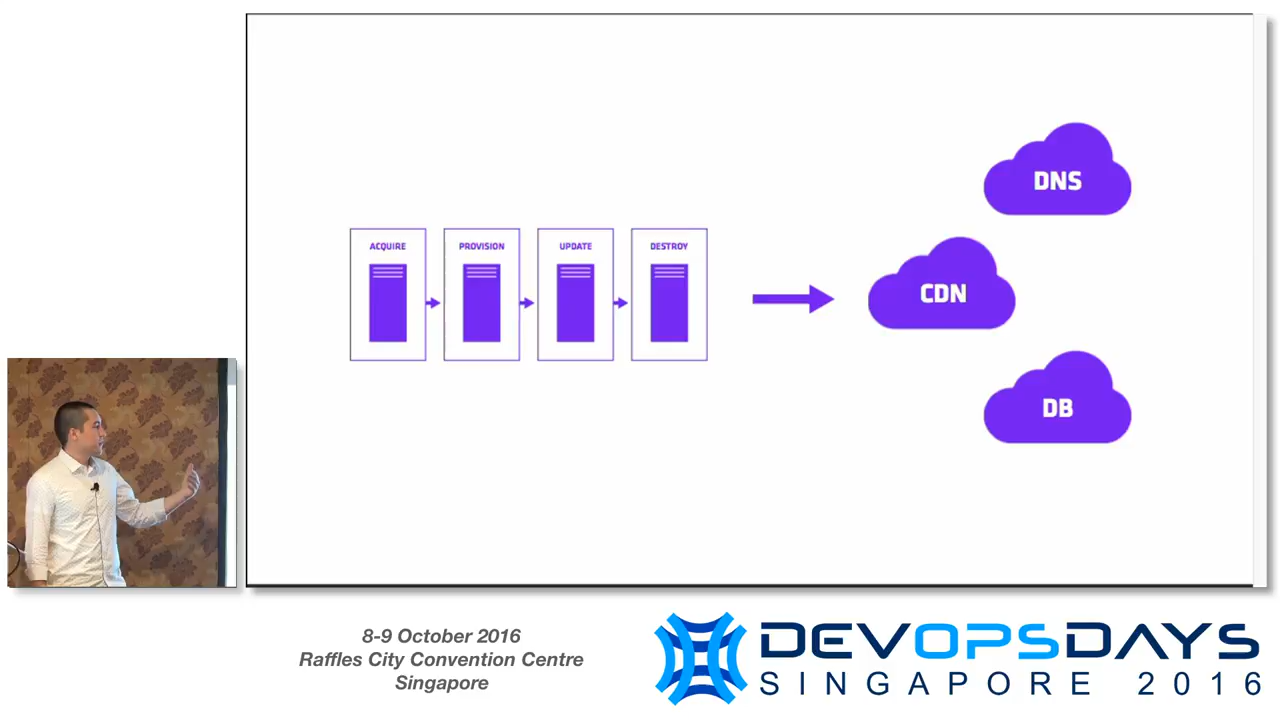 ACQUIRE
PROVISION
UPDATE
DESTROY
DNS
CDN
DB
8-9 October 2016
Raffles City Convention Centre
Singapore
DEVOPSDAYS
SINGAPORE 2016